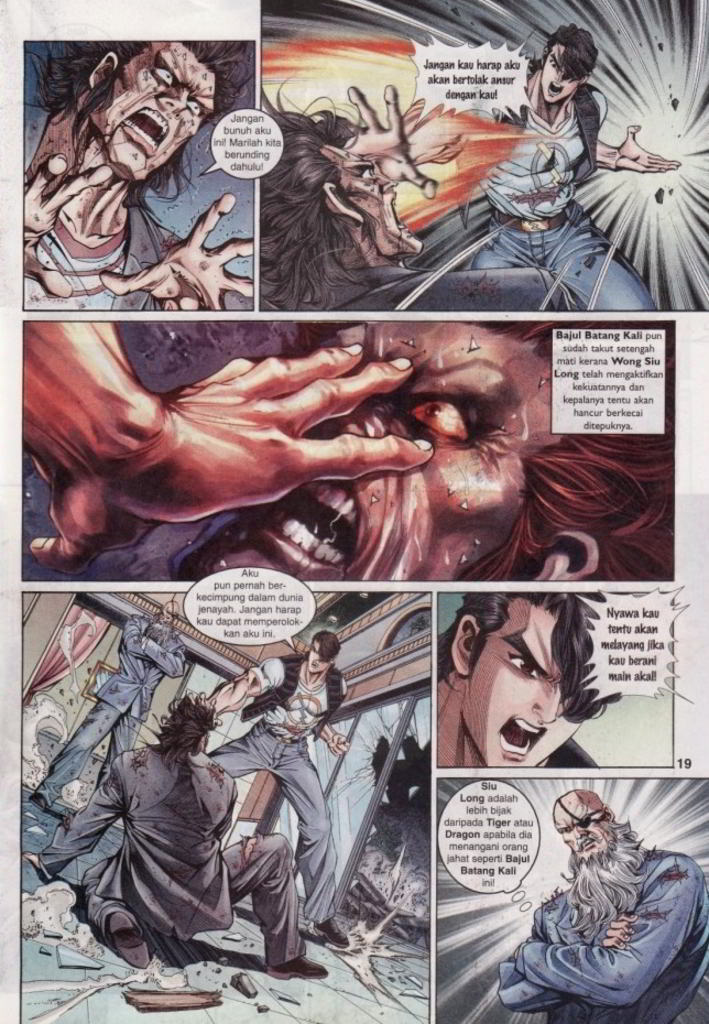 Jangan
bunuh aku
ini! Marilah kita
berunding
dahulu!
Jangan kau harap aku
akan bertolak ansur
dengan kau!
Bajul Batang Kali pun
sudah takut setengah
mati kerana Wong Siu
Long telah mengaktifkan
kekuatannya dan
kepalanya tentu akan
hancur berkecai
ditepuknya.
Aku
pun pernah ber-
kecimpung dalam dunia
jenayah. Jangan harap
kau dapat memperolok-
kan aku ini.
Nyawa kau
tentu akan
melayang jika
kau berani
main akal!
19
Siu
Long adalah
lebih bijak
daripada Tiger atau
Dragon apabila dia
menangani orang
jahat seperti Bajul
Batang Kali
ini!